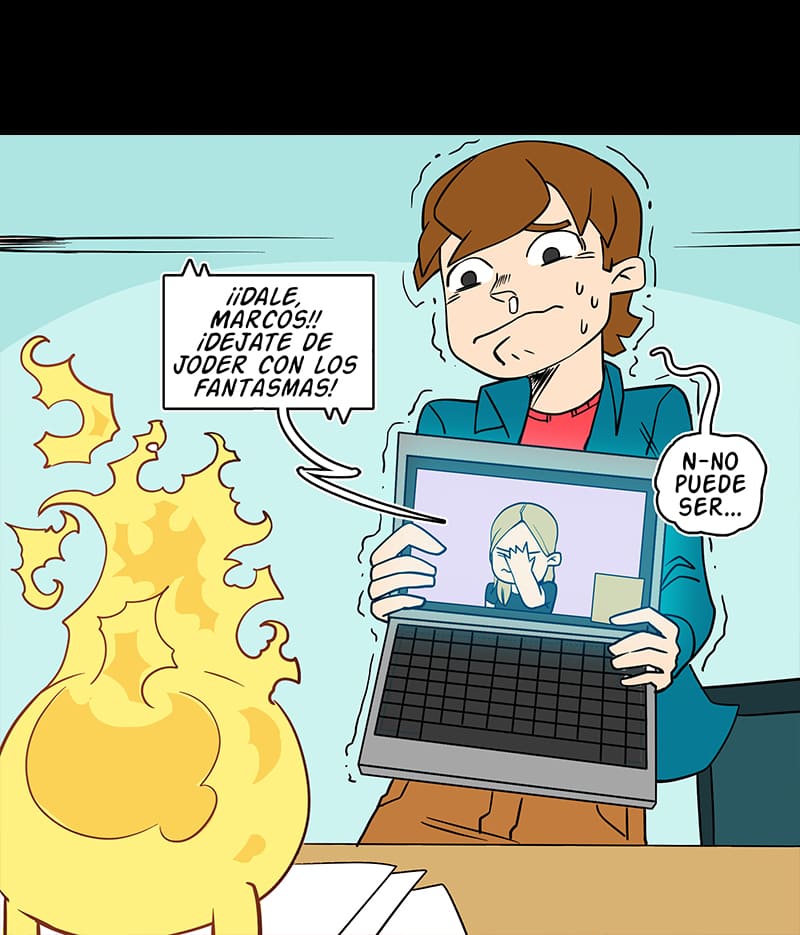 ¡¡DALE,
MARCOS!!
¡DEJATE DE
JODER CON LOS
FANTASMAS!
N-NO
PUEDE
SER...